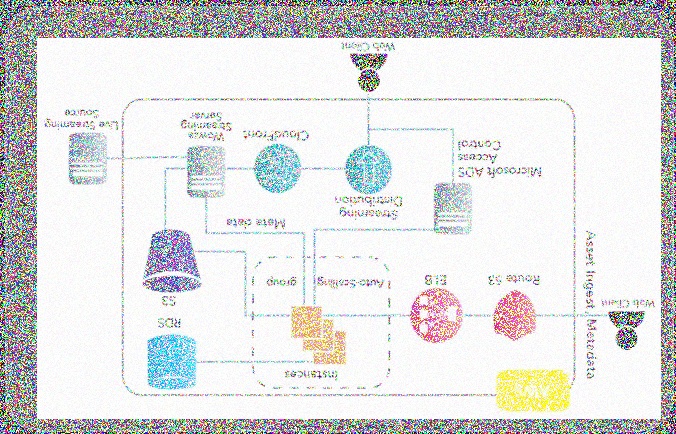 Instances
RDS
Web Client
Route 53
ELB
Auto-Scalling
group
S3
Asset Ingest / Metadata
Meta data
Streaming
Distribution
Microsoft ADS
Access
Control
CloudFront
Wowza
Streaming
Server
Live Streaming
Source
Web Client